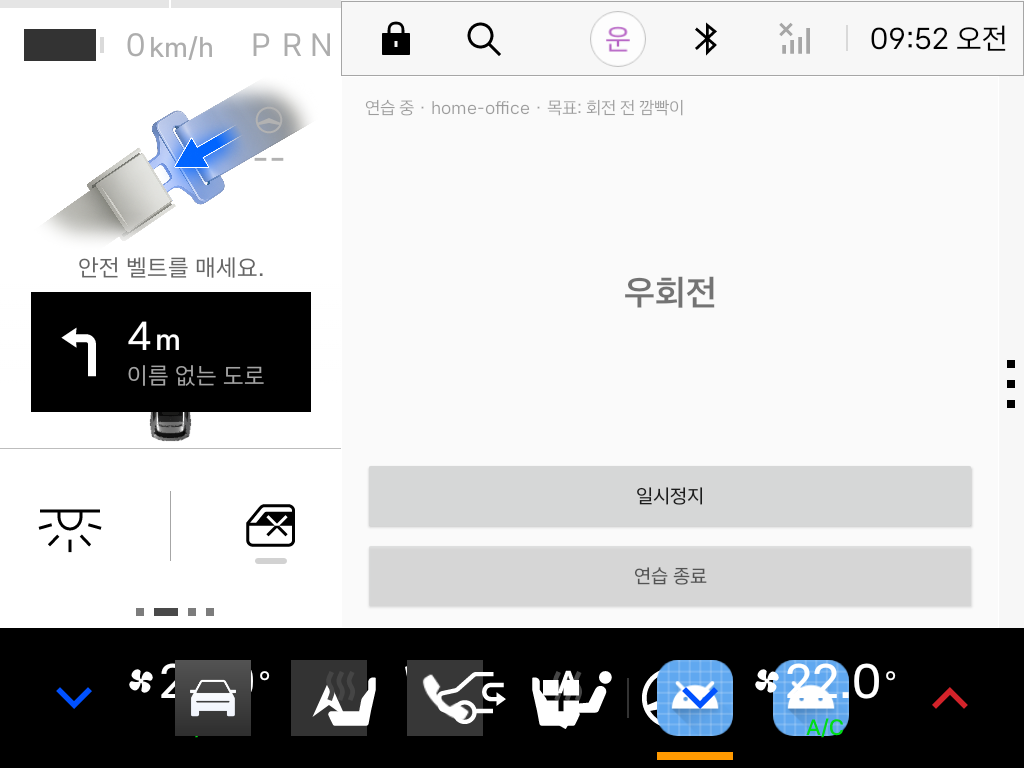 0 km/h
P R N
운
09:52 오전
연습 중 · home-office · 목표: 회전 전 깜빡이
안전 벨트를 매세요.
우회전
4 m
이름 없는 도로
일시정지
연습 종료
22.0°
A/C